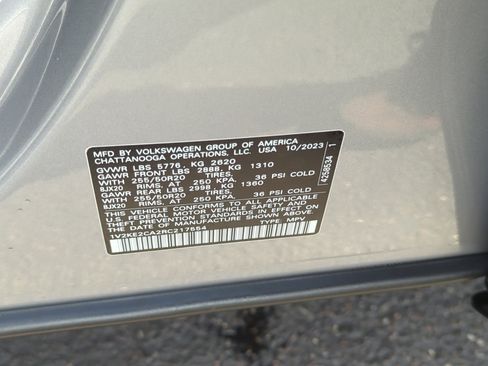 MFD BY VOLKSWAGEN GROUP OF AMERICA
CHATTANOOGA OPERATIONS, LLC. USA 10/2023
GVWR LBS 5776, KG 2620
GAWR FRONT LBS 2888, KG 1310
WITH 255/50R20 TIRES, 36 PSI COLD
8JX20 RIMS, AT 250 KPA.
GAWR REAR LBS 2998, KG 1360
WITH 255/50R20 TIRES, 36 PSI COLD
8JX20 RIMS, AT 250 KPA.
THIS VEHICLE CONFORMS TO ALL APPLICABLE
U.S. FEDERAL MOTOR VEHICLE SAFETY AND
THEFT PREVENTION STANDARDS IN EFFECT ON THE
DATE OF MANUFACTURE SHOWN ABOVE.
1V2KE2CA2RC217554 TYPE MPV
4258534 1